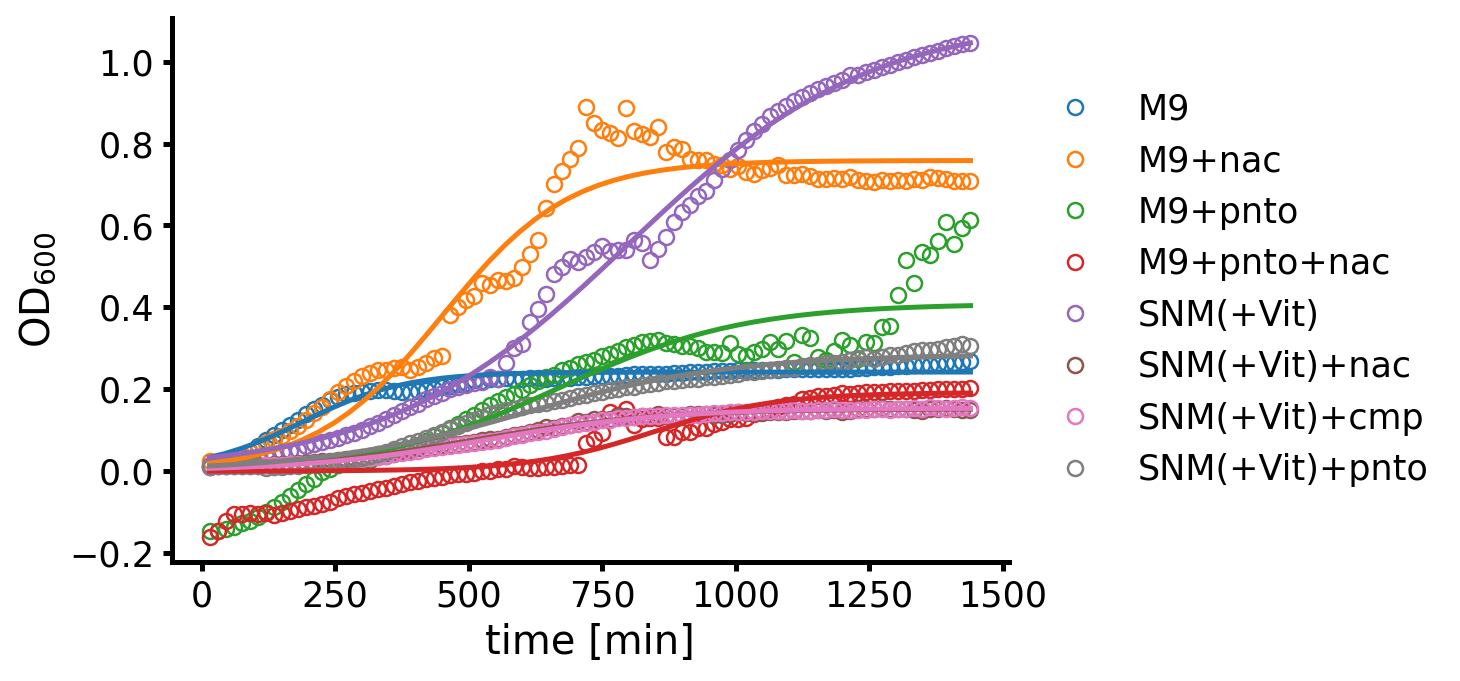 OD600
1.0
0.8
0.6
0.4
0.2
0.0
−0.2
0 250 500 750 1000 1250 1500
time [min]
M9
M9+nac
M9+pnto
M9+pnto+nac
SNM(+Vit)
SNM(+Vit)+nac
SNM(+Vit)+cmp
SNM(+Vit)+pnto